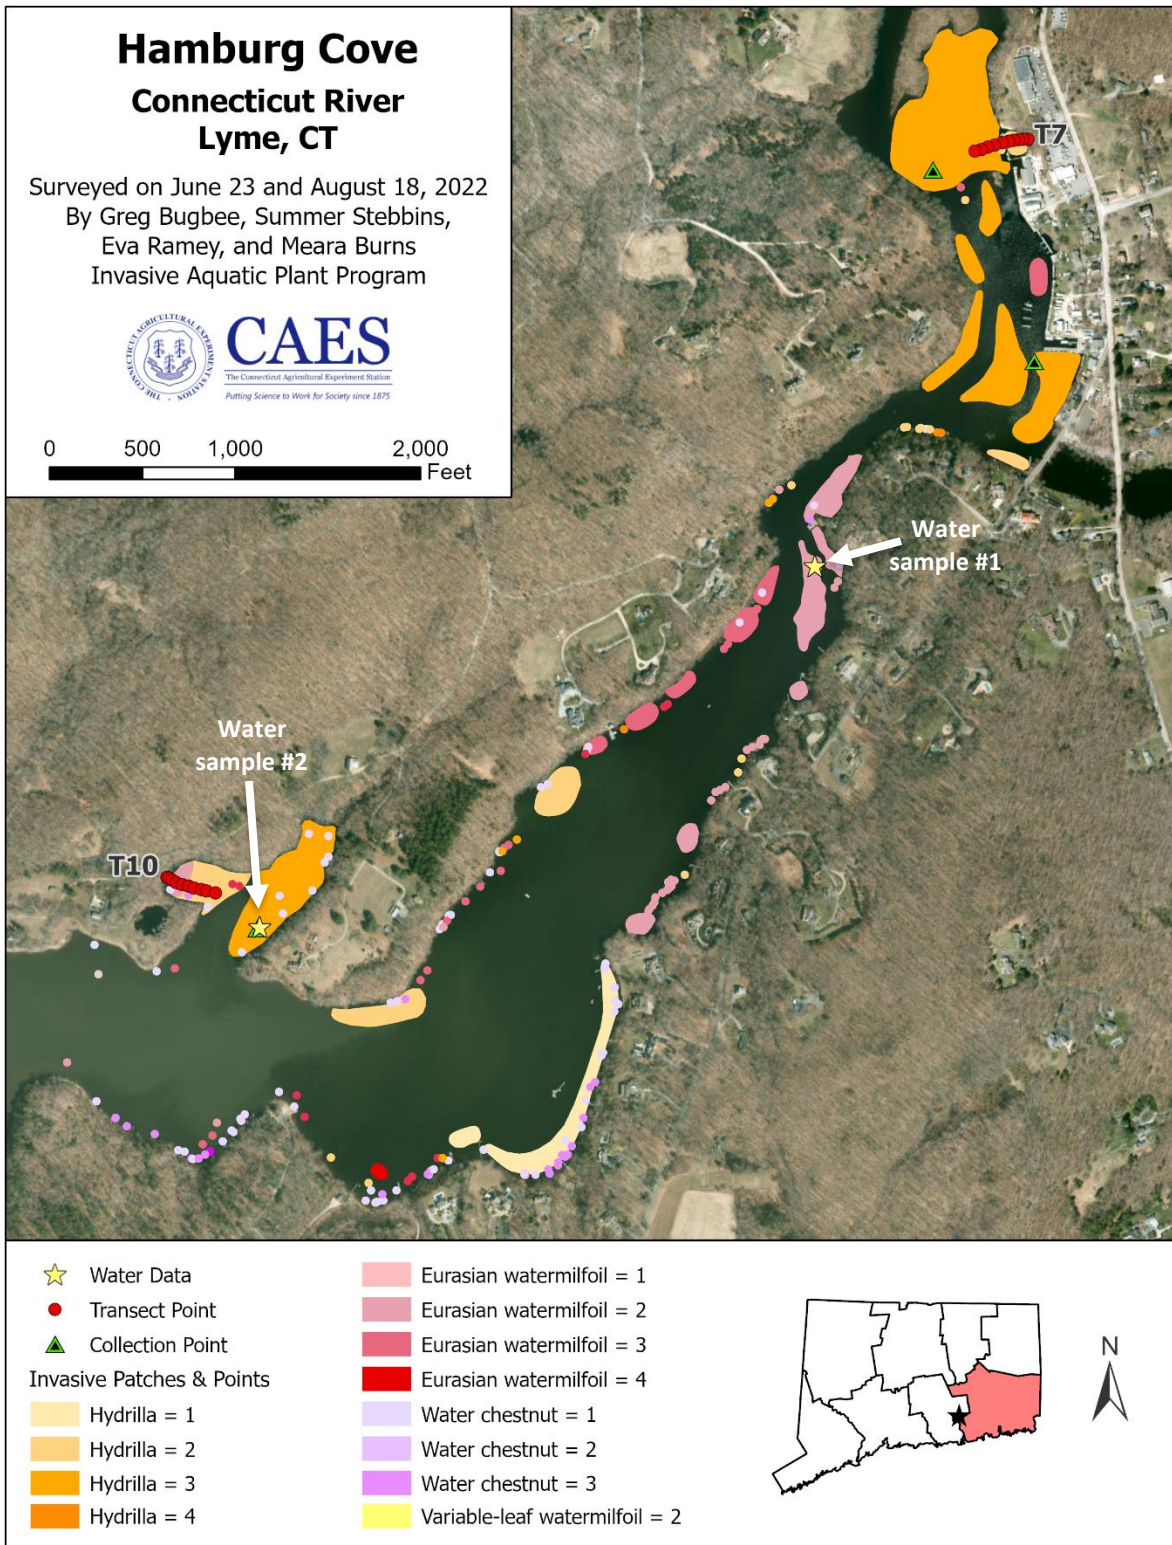 Hamburg Cove
Connecticut River
Lyme, CT
Surveyed on June 23 and August 18, 2022
By Greg Bugbee, Summer Stebbins,
Eva Ramey, and Meara Burns
Invasive Aquatic Plant Program
THE CONNECTICUT AGRICULTURAL EXPERIMENT STATION
CAES
The Connecticut Agricultural Experiment Station
Putting Science to Work for Society since 1875
0 500 1,000 2,000
Feet
T7
Water
sample #1
Water
sample #2
T10
Water Data
Transect Point
Collection Point
Invasive Patches & Points
Hydrilla = 1
Hydrilla = 2
Hydrilla = 3
Hydrilla = 4
Eurasian watermilfoil = 1
Eurasian watermilfoil = 2
Eurasian watermilfoil = 3
Eurasian watermilfoil = 4
Water chestnut = 1
Water chestnut = 2
Water chestnut = 3
Variable-leaf watermilfoil = 2
N